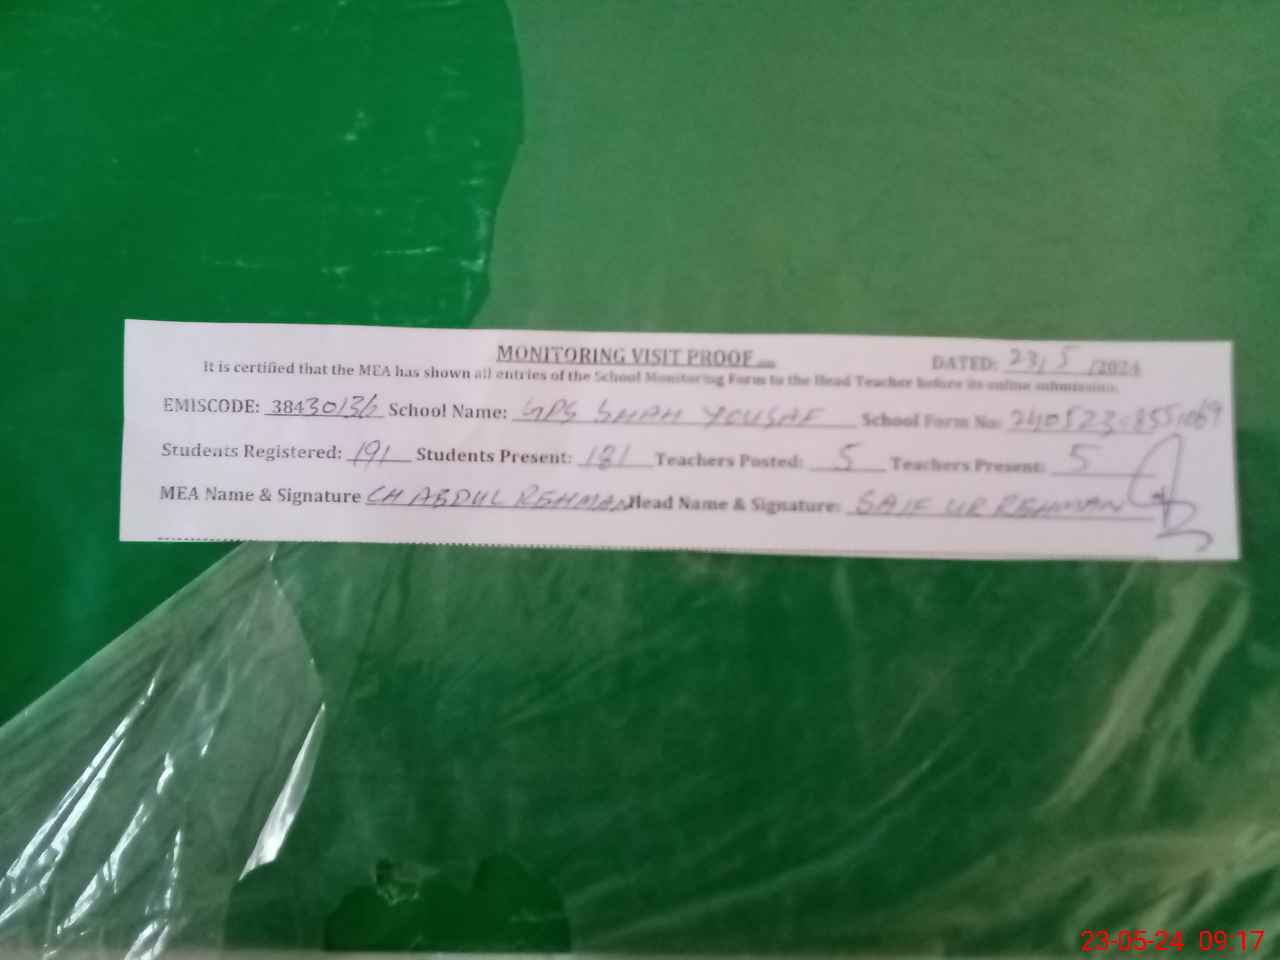 MONITORING VISIT PROOF
DATED: 23/5/2024
It is certified that the MEA has shown all entries of the School Monitoring Form to the Head Teacher before its online submission.
EMISCODE: 38430136 School Name: GPS SHAH YOUSAF School Form No:
Students Registered: 191 Students Present: 181 Teachers Posted: 5 Teachers Present: 5
MEA Name & Signature CH ABDUL REHMAN Head Name & Signature: SAIF UR REHMAN
23-05-24 09:17